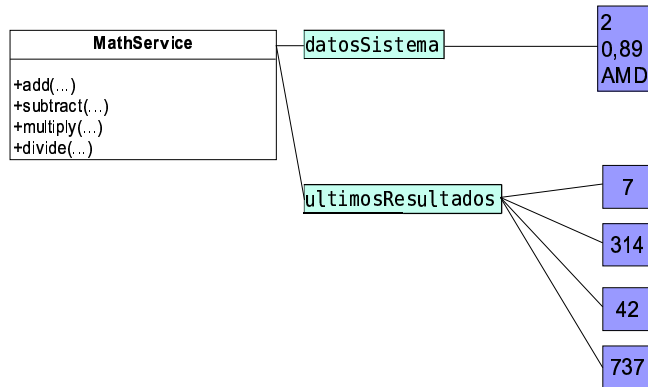 MathService
+add(...)
+subtract(...)
+multiply(...)
+divide(...)
datosSistema
2
0,89
AMD
ultimosResultados
7
314
42
737